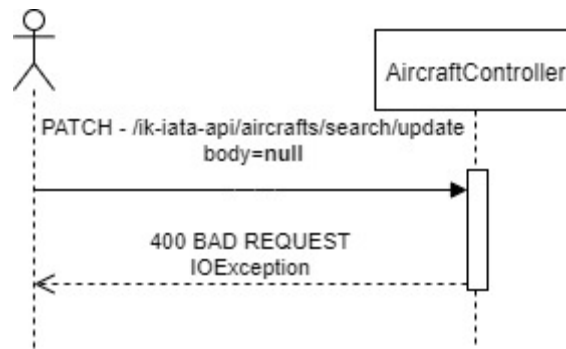 AircraftController
PATCH - /ik-iata-api/aircrafts/search/update
body=null
400 BAD REQUEST
IOException